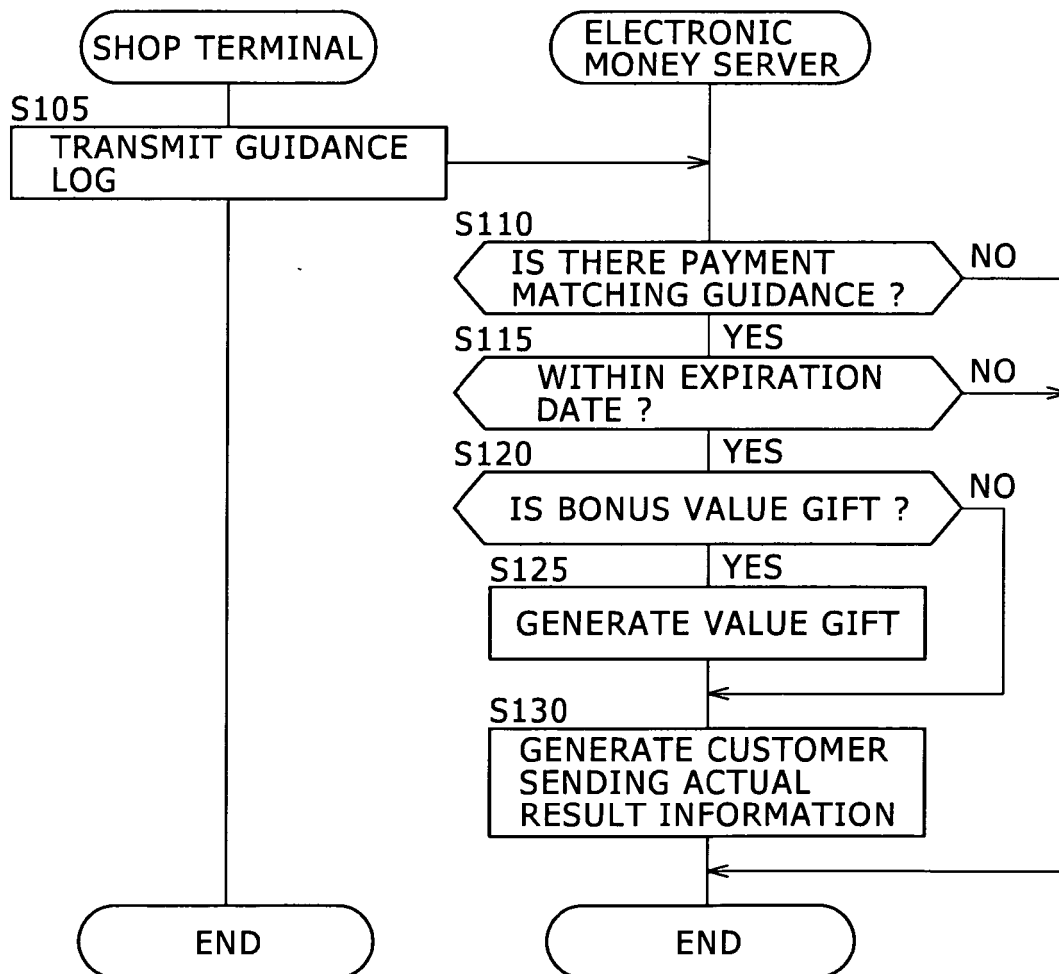 SHOP TERMINAL
ELECTRONIC
MONEY SERVER
S105
TRANSMIT GUIDANCE
LOG
S110
IS THERE PAYMENT
MATCHING GUIDANCE ?
NO
YES
S115
WITHIN EXPIRATION
DATE ?
NO
YES
S120
IS BONUS VALUE GIFT ?
NO
YES
S125
GENERATE VALUE GIFT
S130
GENERATE CUSTOMER
SENDING ACTUAL
RESULT INFORMATION
END
END